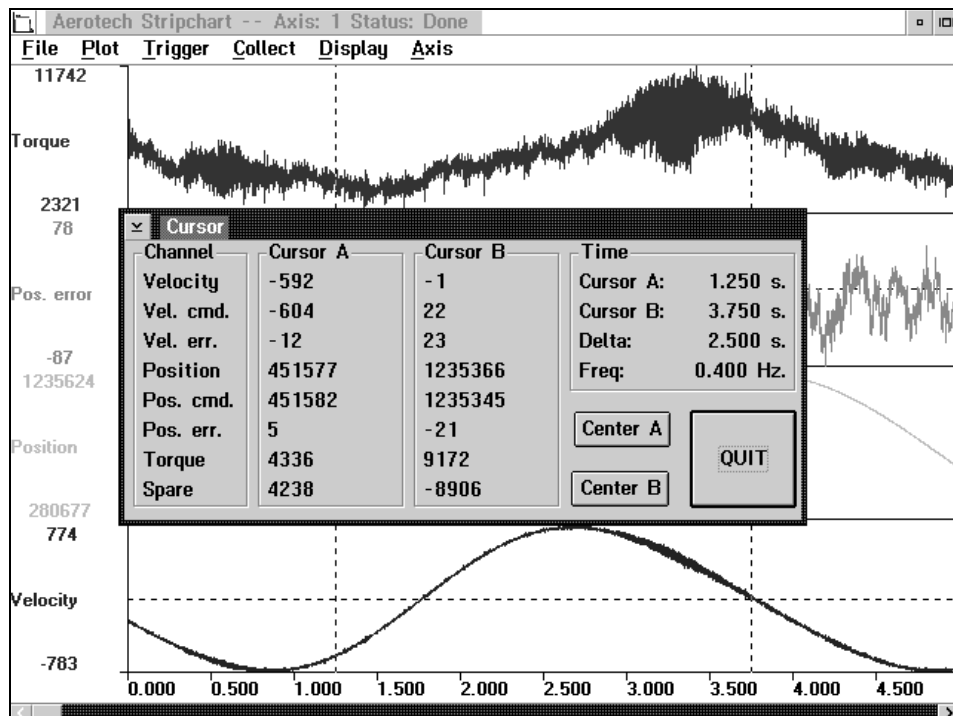 Aerotech Stripchart -- Axis: 1 Status: Done
File Plot Trigger Collect Display Axis
11742
Torque
2321
78
Pos. error
-87
1235624
Position
280677
774
Velocity
-783
Cursor
Channel Cursor A Cursor B Time
Velocity -592 -1 Cursor A: 1.250 s.
Vel. cmd. -604 22 Cursor B: 3.750 s.
Vel. err. -12 23 Delta: 2.500 s.
Position 451577 1235366 Freq: 0.400 Hz.
Pos. cmd. 451582 1235345
Pos. err. 5 -21 Center A
Torque 4336 9172 QUIT
Spare 4238 -8906 Center B
0.000 0.500 1.000 1.500 2.000 2.500 3.000 3.500 4.000 4.500